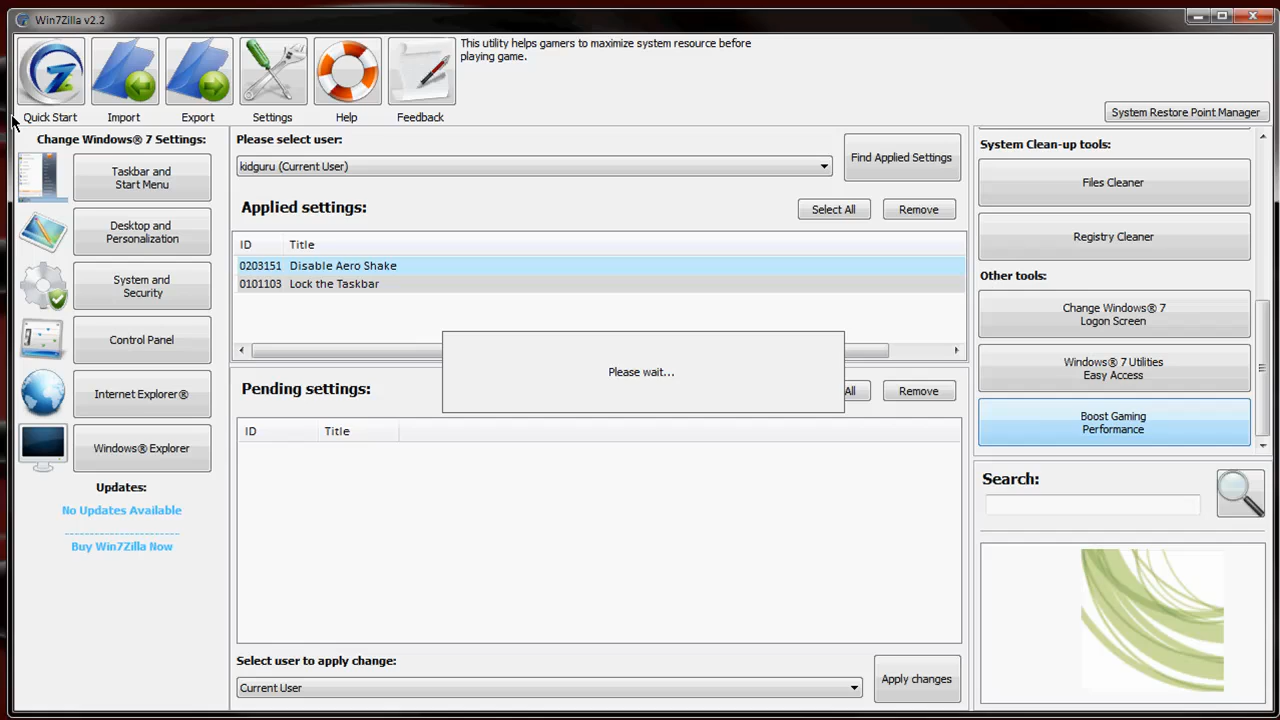 Win7Zilla v2.2
This utility helps gamers to maximize system resource before
playing game.
Quick Start
Import
Export
Settings
Help
Feedback
System Restore Point Manager
Change Windows® 7 Settings:
Taskbar and
Start Menu
Desktop and
Personalization
System and
Security
Control Panel
Internet Explorer®
Windows® Explorer
Updates:
No Updates Available
-----------------------
Buy Win7Zilla Now
Please select user:
kidguru (Current User)
Find Applied Settings
Applied settings:
Select All
Remove
ID Title
0203151 Disable Aero Shake
0101103 Lock the Taskbar
Please wait...
Pending settings:
All
Remove
ID Title
Select user to apply change:
Current User
Apply changes
System Clean-up tools:
Files Cleaner
Registry Cleaner
Other tools:
Change Windows® 7
Logon Screen
Windows® 7 Utilities
Easy Access
Boost Gaming
Performance
Search: